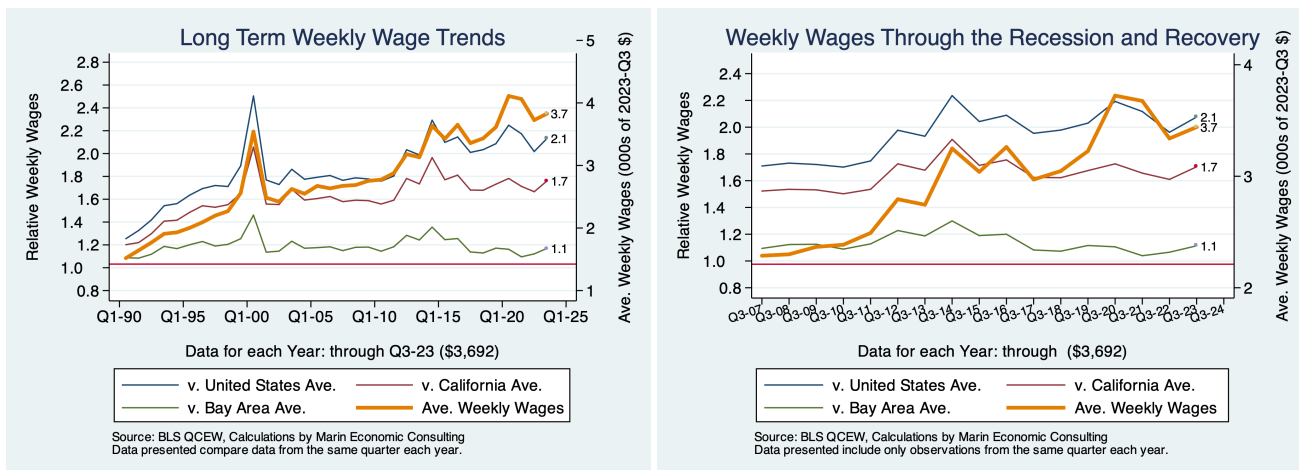 Long Term Weekly Wage Trends
Relative Weekly Wages
2.8
2.6
2.4
2.2
2.0
1.8
1.6
1.4
1.2
1.0
0.8
5
4
3
2
1
Ave. Weekly Wages (000s of 2023-Q3 $)
3.7
2.1
1.7
1.1
Q1-90 Q1-95 Q1-00 Q1-05 Q1-10 Q1-15 Q1-20 Q1-25
Data for each Year: through Q3-23 ($3,692)
v. United States Ave. v. California Ave.
v. Bay Area Ave. Ave. Weekly Wages
Source: BLS QCEW, Calculations by Marin Economic Consulting
Data presented compare data from the same quarter each year.
Weekly Wages Through the Recession and Recovery
Relative Weekly Wages
2.4
2.2
2.0
1.8
1.6
1.4
1.2
1.0
0.8
4
3
2
Ave. Weekly Wages (000s of 2023-Q3 $)
2.1
3.7
1.7
1.1
Q3-07 Q3-08 Q3-09 Q3-10 Q3-11 Q3-12 Q3-13 Q3-14 Q3-15 Q3-16 Q3-17 Q3-18 Q3-19 Q3-20 Q3-21 Q3-22 Q3-23 Q3-24
Data for each Year: through ($3,692)
v. United States Ave. v. California Ave.
v. Bay Area Ave. Ave. Weekly Wages
Source: BLS QCEW, Calculations by Marin Economic Consulting
Data presented include only observations from the same quarter each year.